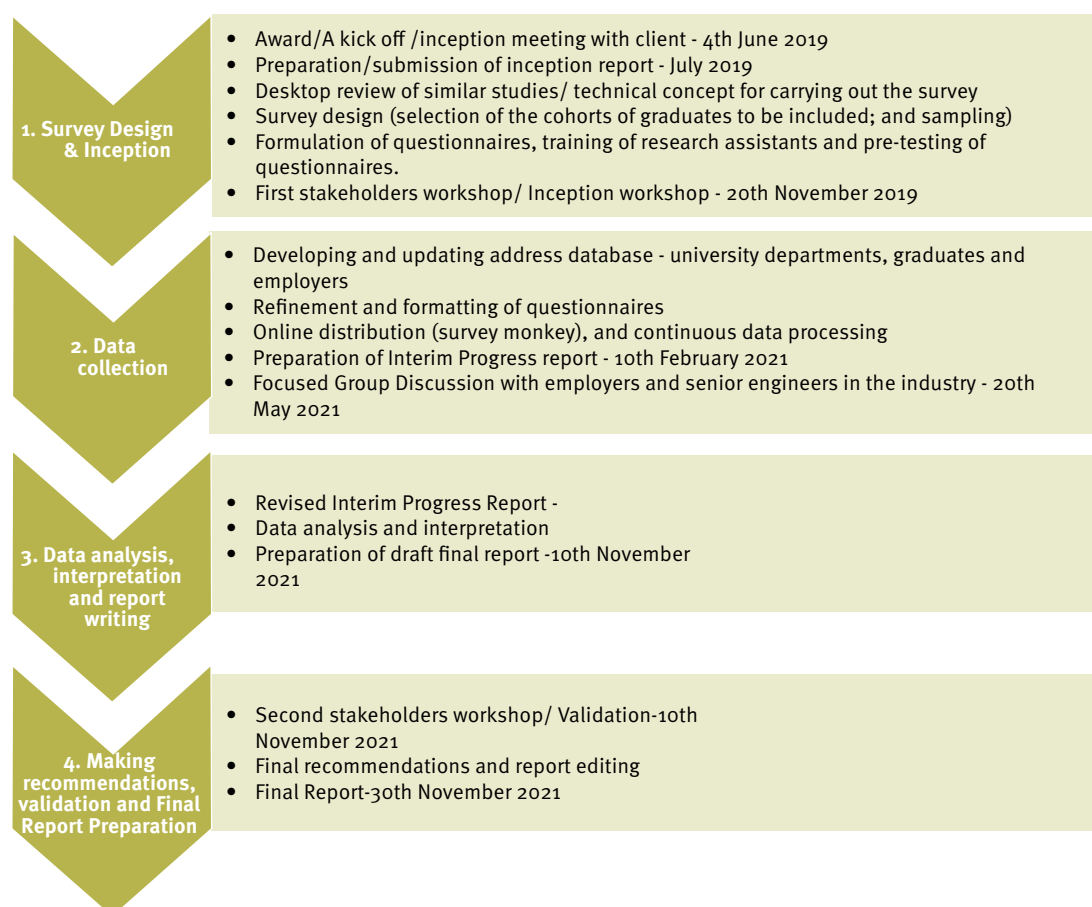 1. Survey Design
& Inception
• Award/A kick off /inception meeting with client - 4th June 2019
• Preparation/submission of inception report - July 2019
• Desktop review of similar studies/ technical concept for carrying out the survey
• Survey design (selection of the cohorts of graduates to be included; and sampling)
• Formulation of questionnaires, training of research assistants and pre-testing of
questionnaires.
• First stakeholders workshop/ Inception workshop - 20th November 2019
2. Data
collection
• Developing and updating address database - university departments, graduates and
employers
• Refinement and formatting of questionnaires
• Online distribution (survey monkey), and continuous data processing
• Preparation of Interim Progress report - 10th February 2021
• Focused Group Discussion with employers and senior engineers in the industry - 20th
May 2021
3. Data analysis,
interpretation
and report
writing
• Revised Interim Progress Report -
• Data analysis and interpretation
• Preparation of draft final report -10th November
2021
4. Making
recommendations,
validation and Final
Report Preparation
• Second stakeholders workshop/ Validation-10th
November 2021
• Final recommendations and report editing
• Final Report-30th November 2021